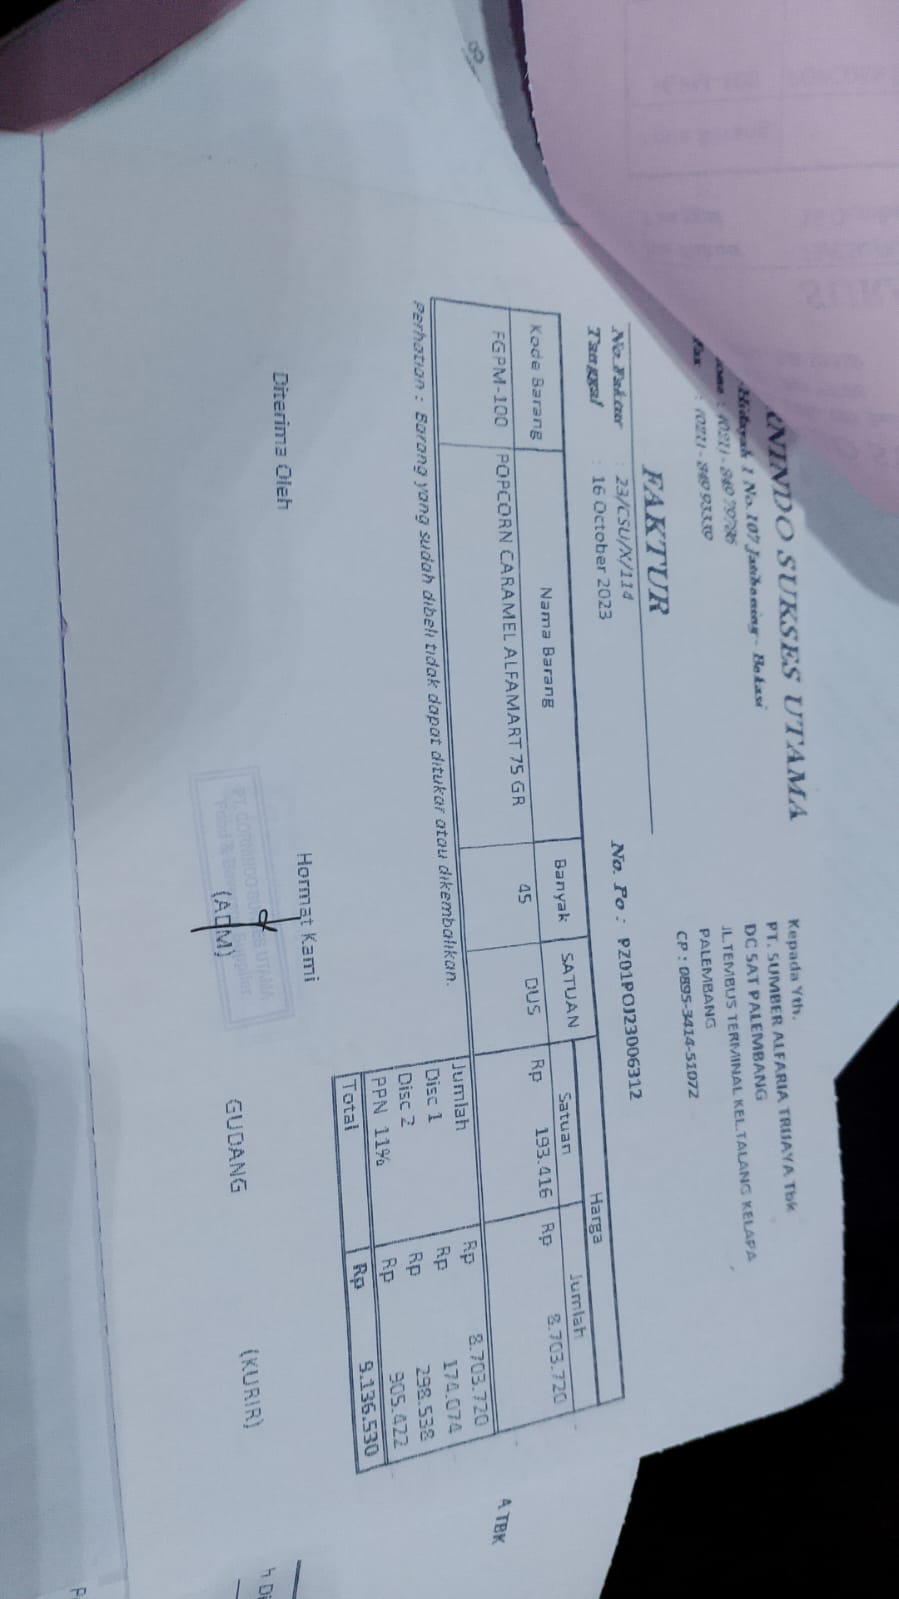 RNINDO SUKSES UTAMA
Hidayah 1 No. 107 Jatibening - Bekasi
: (021) - 849 79786
Fax : (021) - 849 93339
Kepada Yth.
PT. SUMBER ALFARIA TRIJAYA Tbk
DC SAT PALEMBANG
JL.TEMBUS TERMINAL KEL.TALANG KELAPA
PALEMBANG
CP : 0895-3414-51072
FAKTUR
No.Faktur : 23/CSU/X/114
Tanggal : 16 October 2023
No. Po : PZ01POJ23006312
Kode Barang Nama Barang Banyak SATUAN Harga
Satuan Jumlah
FGPM-100 POPCORN CARAMEL ALFAMART 75 GR 45 DUS Rp 193.416 Rp 8.703.720
Perhatian : Barang yang sudah dibeli tidak dapat ditukar atau dikembalikan.
Jumlah Rp 8.703.720
Disc 1 Rp 174.074
Disc 2 Rp 298.538
PPN 11% Rp 905.422
Total Rp 9.136.530
A TBK
Diterima Oleh
Hormat Kami
PT. CORNINDO SUKSES UTAMA
Food & Supplier
(ADM)
GUDANG
(KURIR)